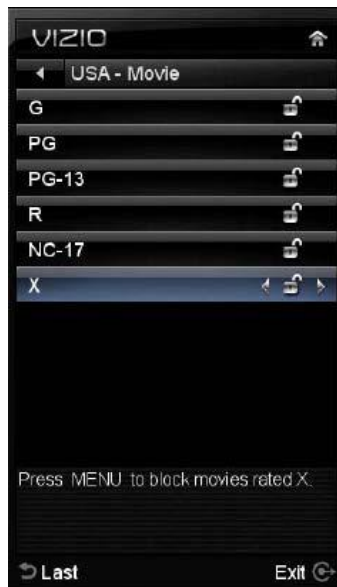 VIZIO
USA - Movie
G
PG
PG-13
R
NC-17
X
Press MENU to block movies rated X.
Last Exit